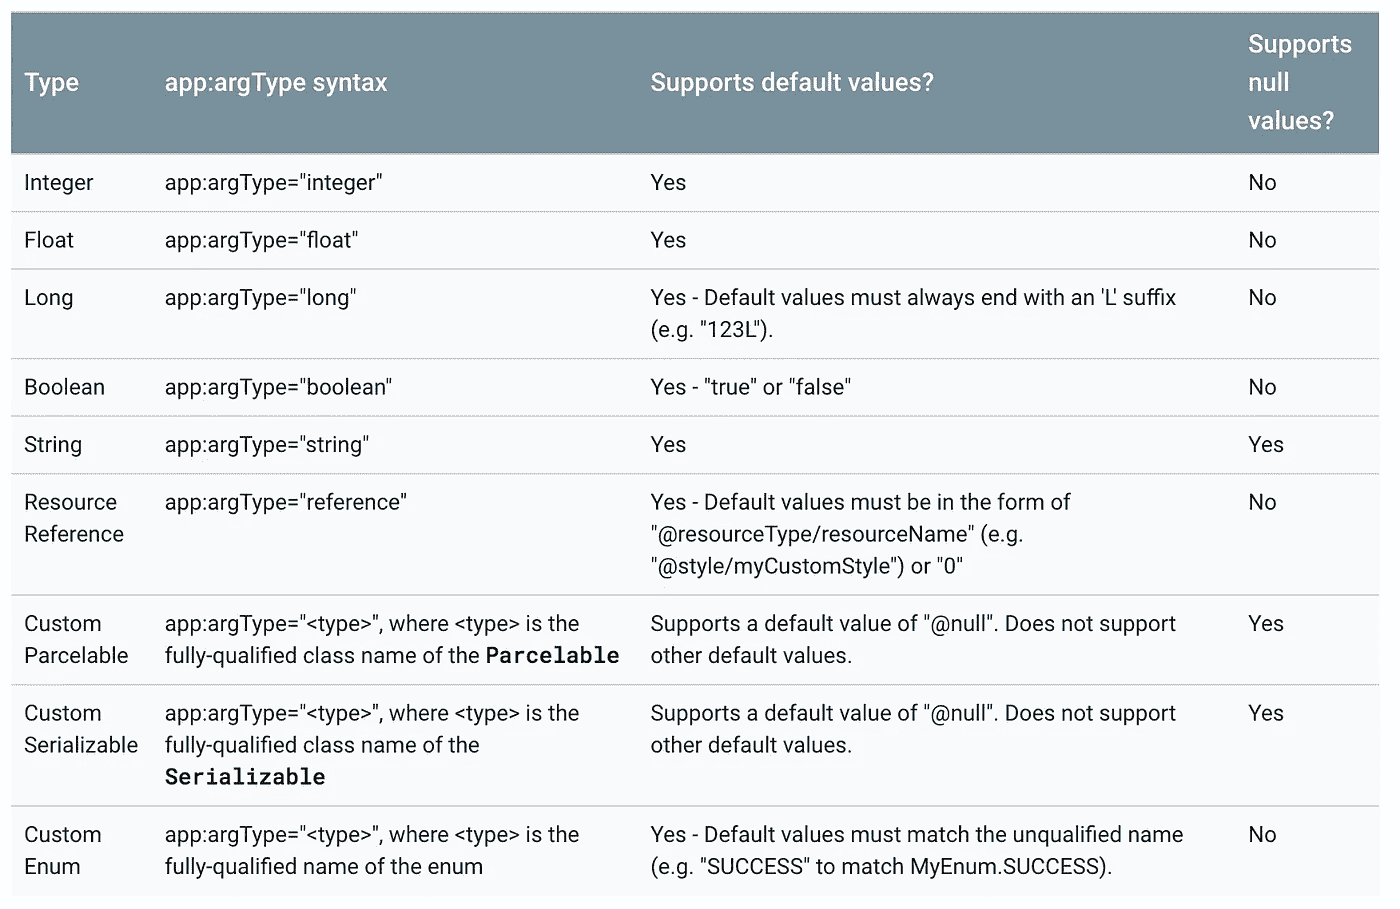 Type
app:argType syntax
Supports default values?
Supports
null
values?
Integer
app:argType="integer"
Yes
No
Float
app:argType="float"
Yes
No
Long
app:argType="long"
Yes - Default values must always end with an 'L' suffix
(e.g. "123L").
No
Boolean
app:argType="boolean"
Yes - "true" or "false"
No
String
app:argType="string"
Yes
Yes
Resource
Reference
app:argType="reference"
Yes - Default values must be in the form of
"@resourceType/resourceName" (e.g.
"@style/myCustomStyle") or "0"
No
Custom
Parcelable
app:argType="<type>", where <type> is the
fully-qualified class name of the Parcelable
Supports a default value of "@null". Does not support
other default values.
Yes
Custom
Serializable
app:argType="<type>", where <type> is the
fully-qualified class name of the
Serializable
Supports a default value of "@null". Does not support
other default values.
Yes
Custom
Enum
app:argType="<type>", where <type> is the
fully-qualified name of the enum
Yes - Default values must match the unqualified name
(e.g. "SUCCESS" to match MyEnum.SUCCESS).
No